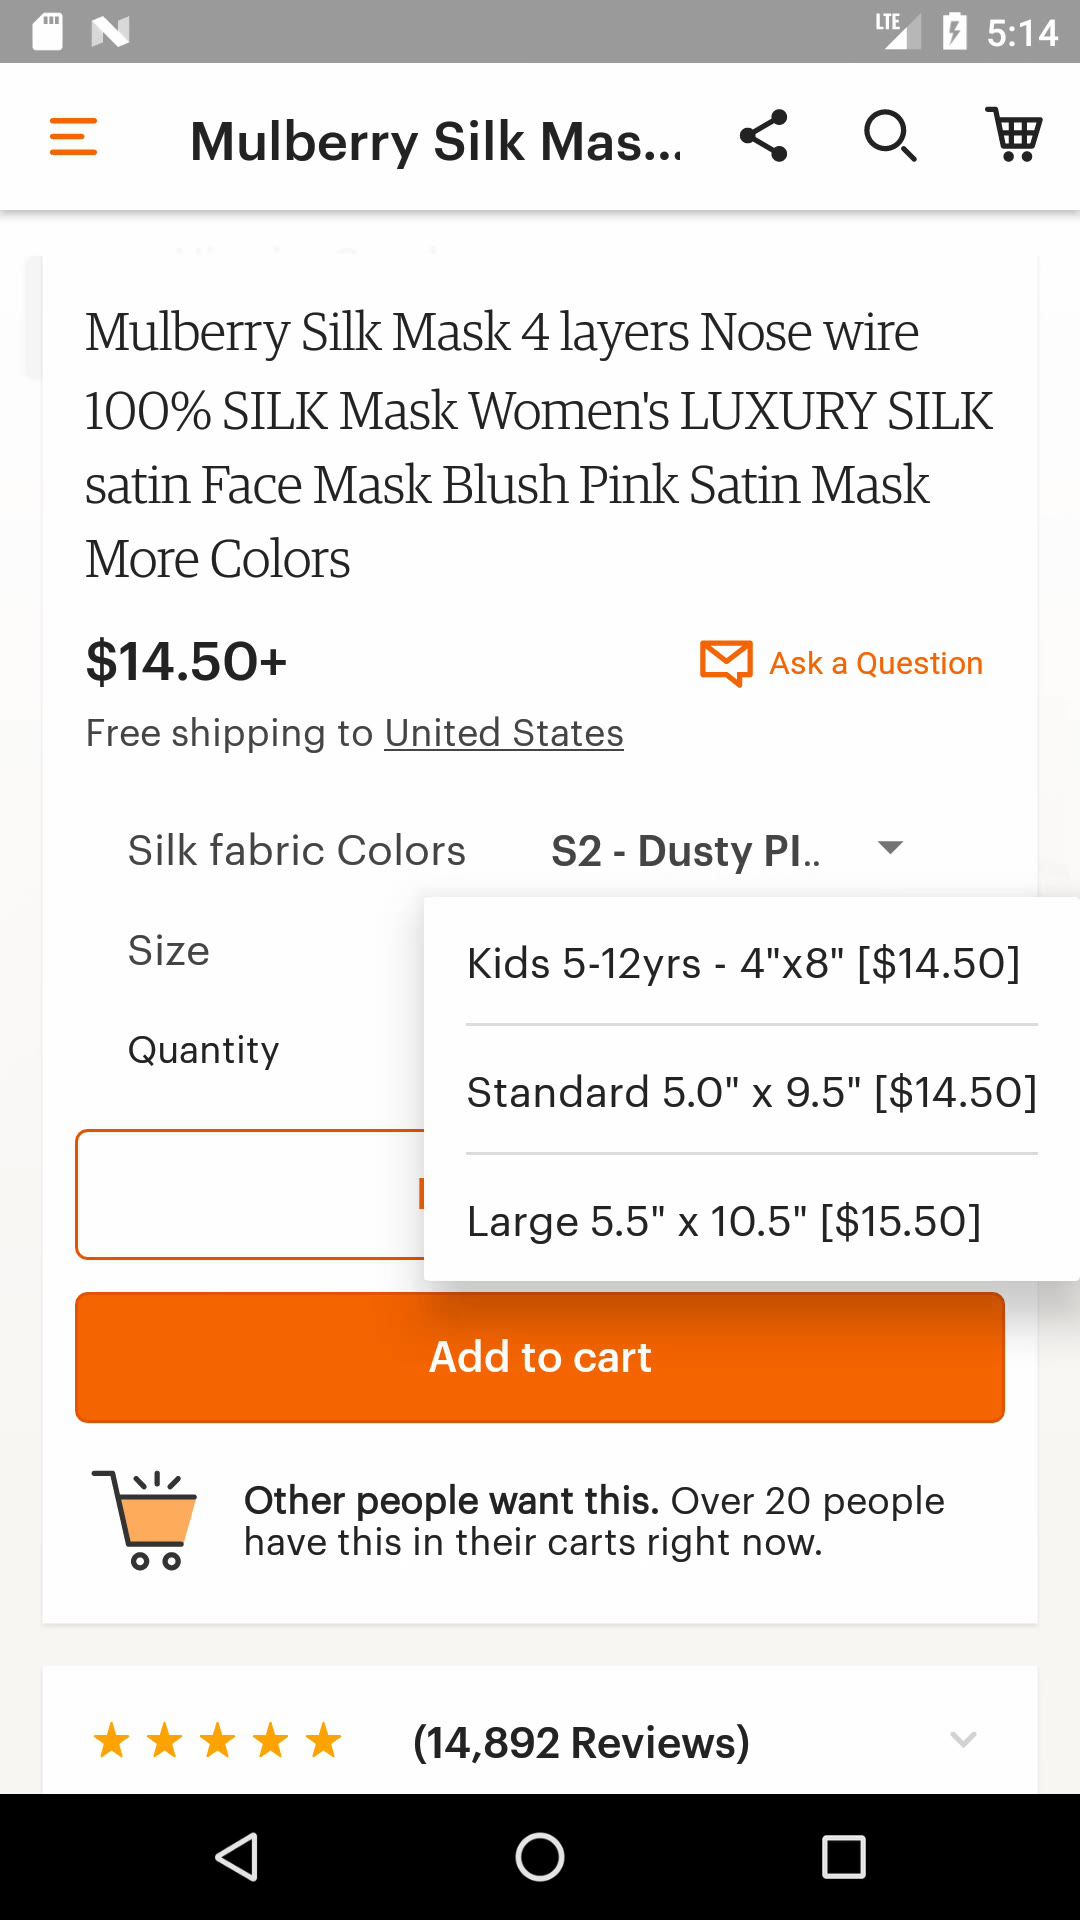 LTE 5:14
Mulberry Silk Mas...
Mulberry Silk Mask 4 layers Nose wire
100% SILK Mask Women's LUXURY SILK
satin Face Mask Blush Pink Satin Mask
More Colors
$14.50+
Ask a Question
Free shipping to United States
Silk fabric Colors S2 - Dusty PI..
Size
Kids 5-12yrs - 4"x8" [$14.50]
Quantity
Standard 5.0" x 9.5" [$14.50]
Large 5.5" x 10.5" [$15.50]
Add to cart
Other people want this. Over 20 people
have this in their carts right now.
(14,892 Reviews)